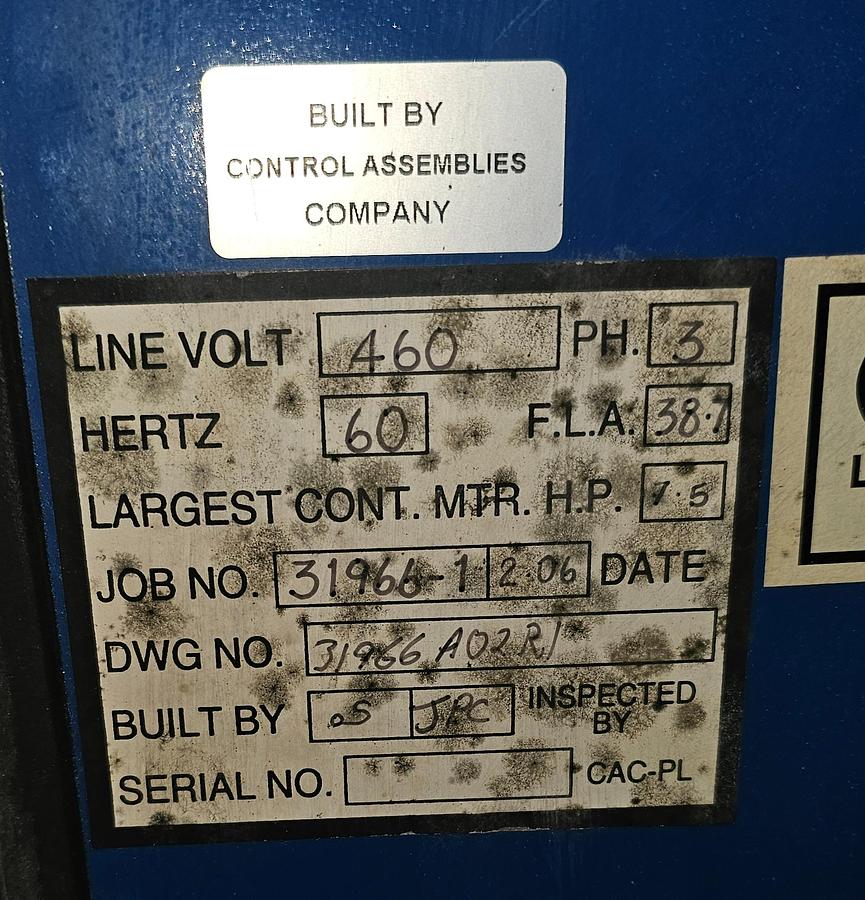 BUILT BY
CONTROL ASSEMBLIES
COMPANY
LINE VOLT 460 PH. 3
HERTZ 60 F.L.A. 38.7
LARGEST CONT. MTR. H.P. 7.5
JOB NO. 31966-1 2.06 DATE
DWG NO. 31966 A02R1
BUILT BY JPC INSPECTED BY
SERIAL NO. CAC-PL
L